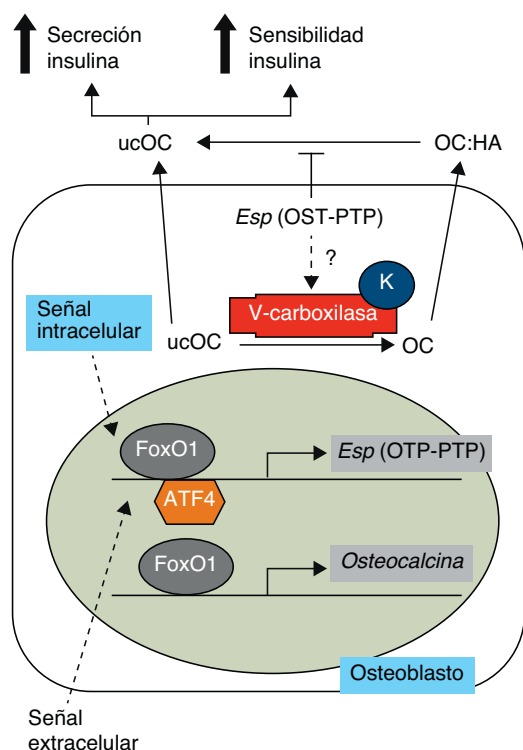 Secreción
insulina
Sensibilidad
insulina
ucOC
OC:HA
Esp (OST-PTP)
?
K
V-carboxilasa
Señal
intracelular
ucOC
OC
FoxO1
Esp (OTP-PTP)
ATF4
FoxO1
Osteocalcina
Osteoblasto
Señal
extracelular